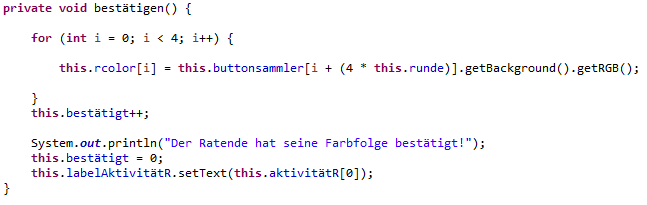 private void bestätigen() {
for (int i = 0; i < 4; i++) {
this.rcolor[i] = this.buttonsammler[i + (4 * this.runde)].getBackground().getRGB();
}
this.bestätigt++;
System.out.println("Der Ratende hat seine Farbfolge bestätigt!");
this.bestätigt = 0;
this.labelAktivitätR.setText(this.aktivitätR[0]);
}